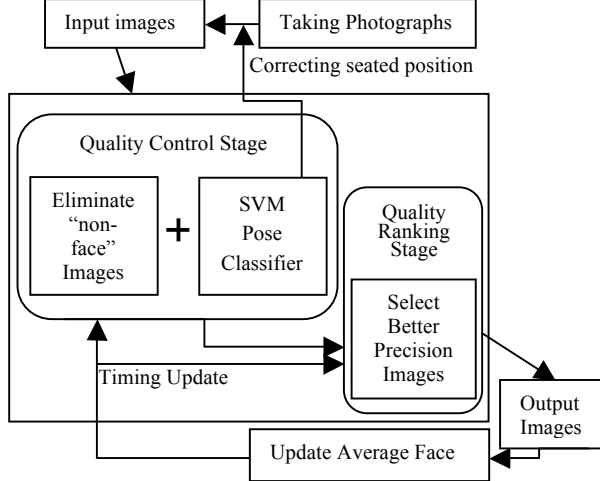 Input images
Taking Photographs
Correcting seated position
Quality Control Stage
Eliminate
“non-
face”
Images
+
SVM
Pose
Classifier
Quality
Ranking
Stage
Select
Better
Precision
Images
Timing Update
Output
Images
Update Average Face